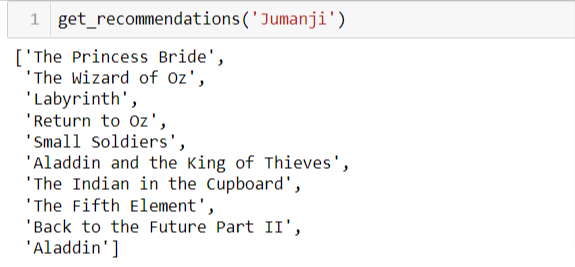 1 get_recommendations('Jumanji')
['The Princess Bride',
'The Wizard of Oz',
'Labyrinth',
'Return to Oz',
'Small Soldiers',
'Aladdin and the King of Thieves',
'The Indian in the Cupboard',
'The Fifth Element',
'Back to the Future Part II',
'Aladdin']